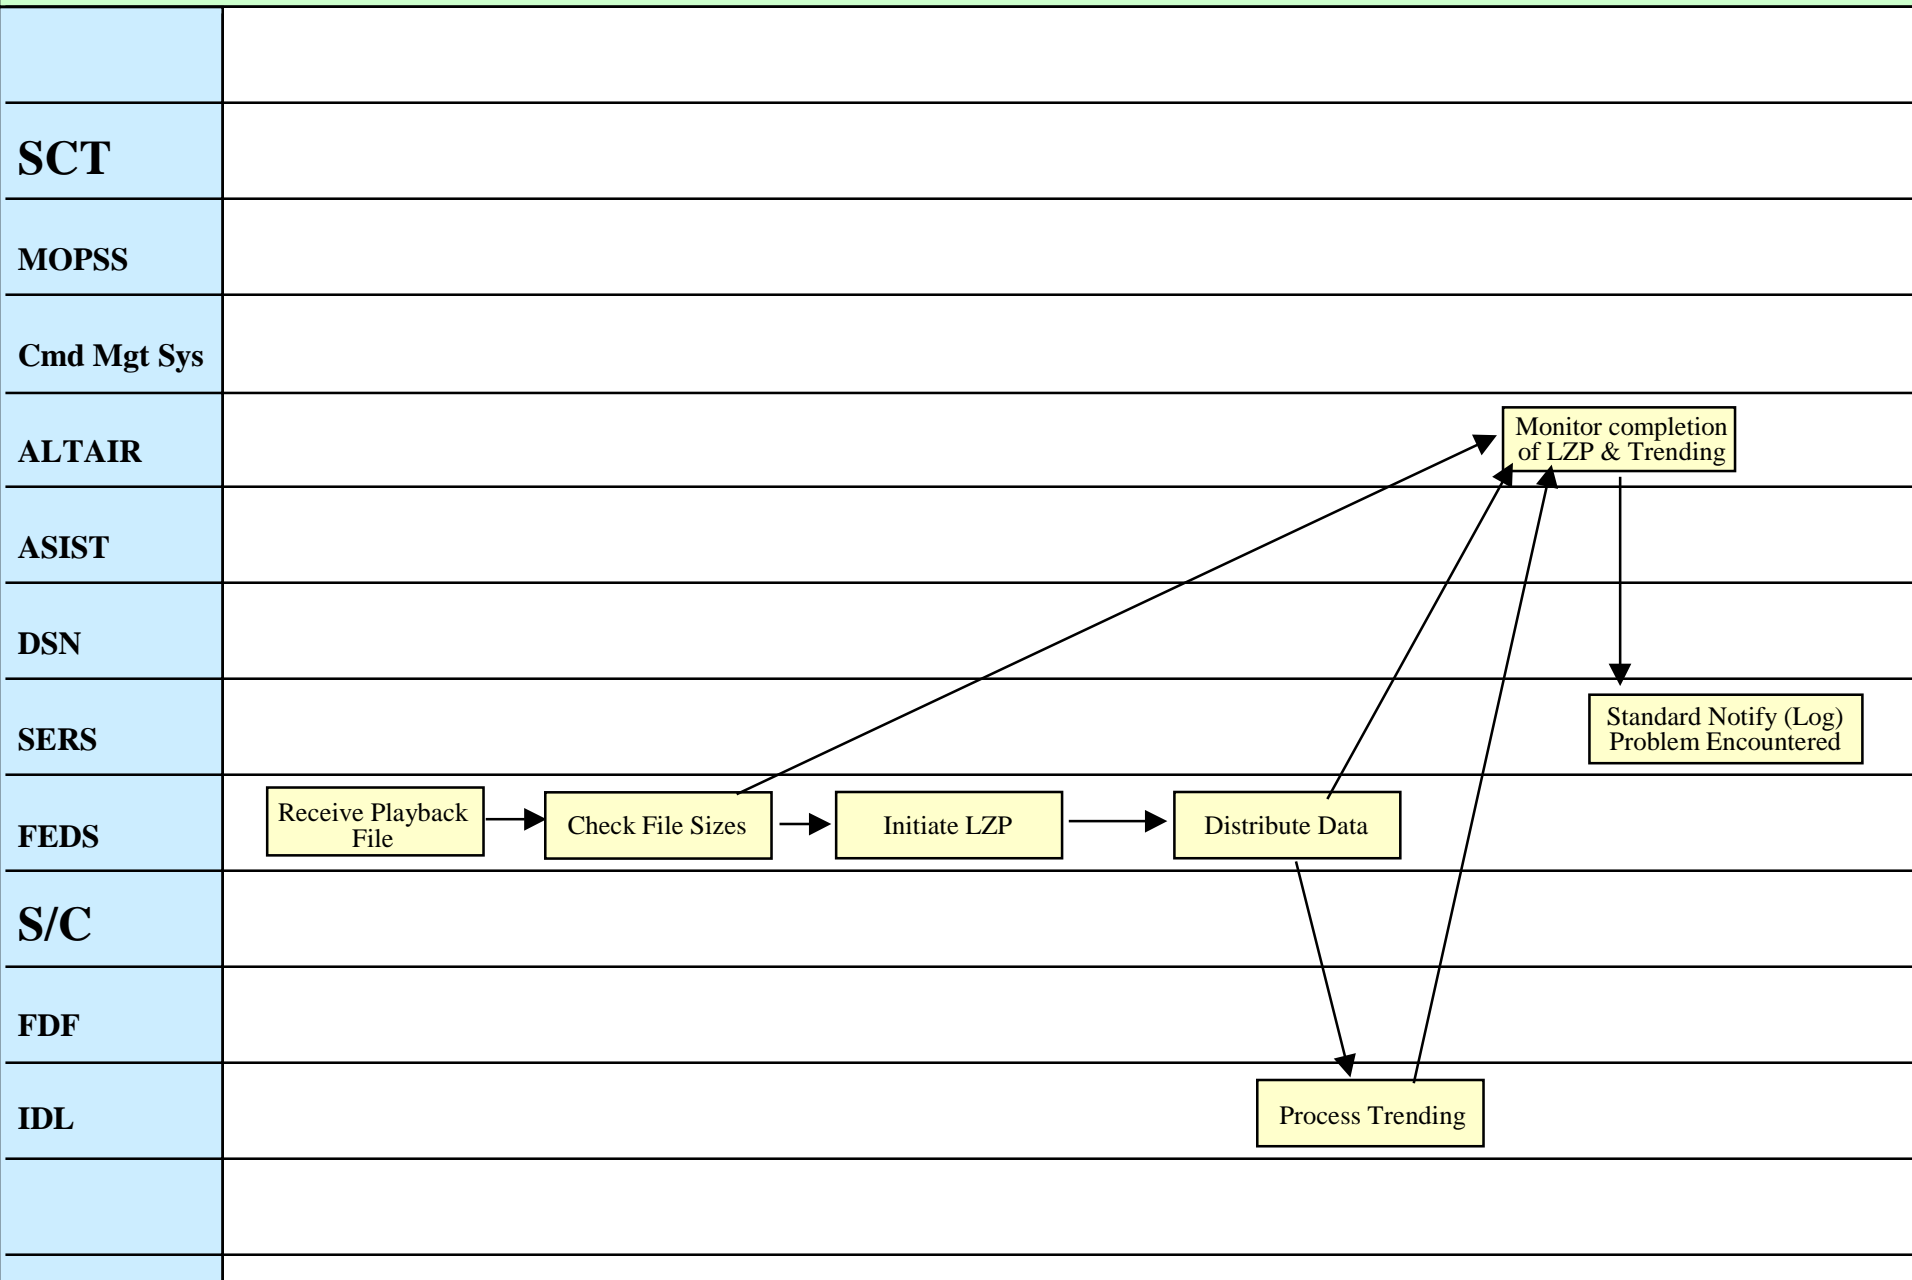 SCT
MOPSS
Cmd Mgt Sys
ALTAIR
Monitor completion
of LZP & Trending
ASIST
DSN
SERS
Standard Notify (Log)
Problem Encountered
FEDS
Receive Playback
File
Check File Sizes
Initiate LZP
Distribute Data
S/C
FDF
IDL
Process Trending